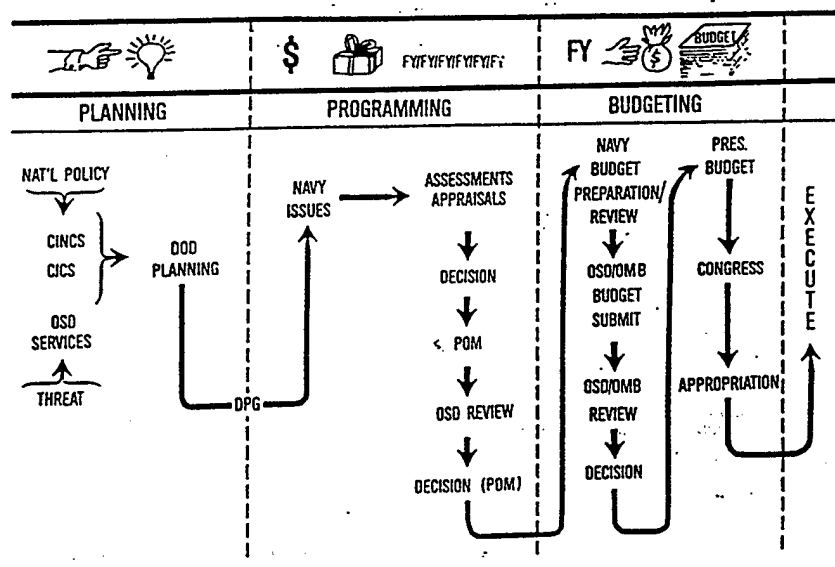 $
FY/FY/FY/FY/FY/FY
FY
$
BUDGET
PLANNING
PROGRAMMING
BUDGETING
NAT'L POLICY
CINCS
CJCS
OSD
SERVICES
THREAT
DOD
PLANNING
DPG
NAVY
ISSUES
ASSESSMENTS
APPRAISALS
DECISION
POM
OSD REVIEW
DECISION (PDM)
NAVY
BUDGET
PREPARATION/
REVIEW
OSD/OMB
BUDGET
SUBMIT
OSD/OMB
REVIEW
DECISION
PRES.
BUDGET
CONGRESS
APPROPRIATION
EXECUTE